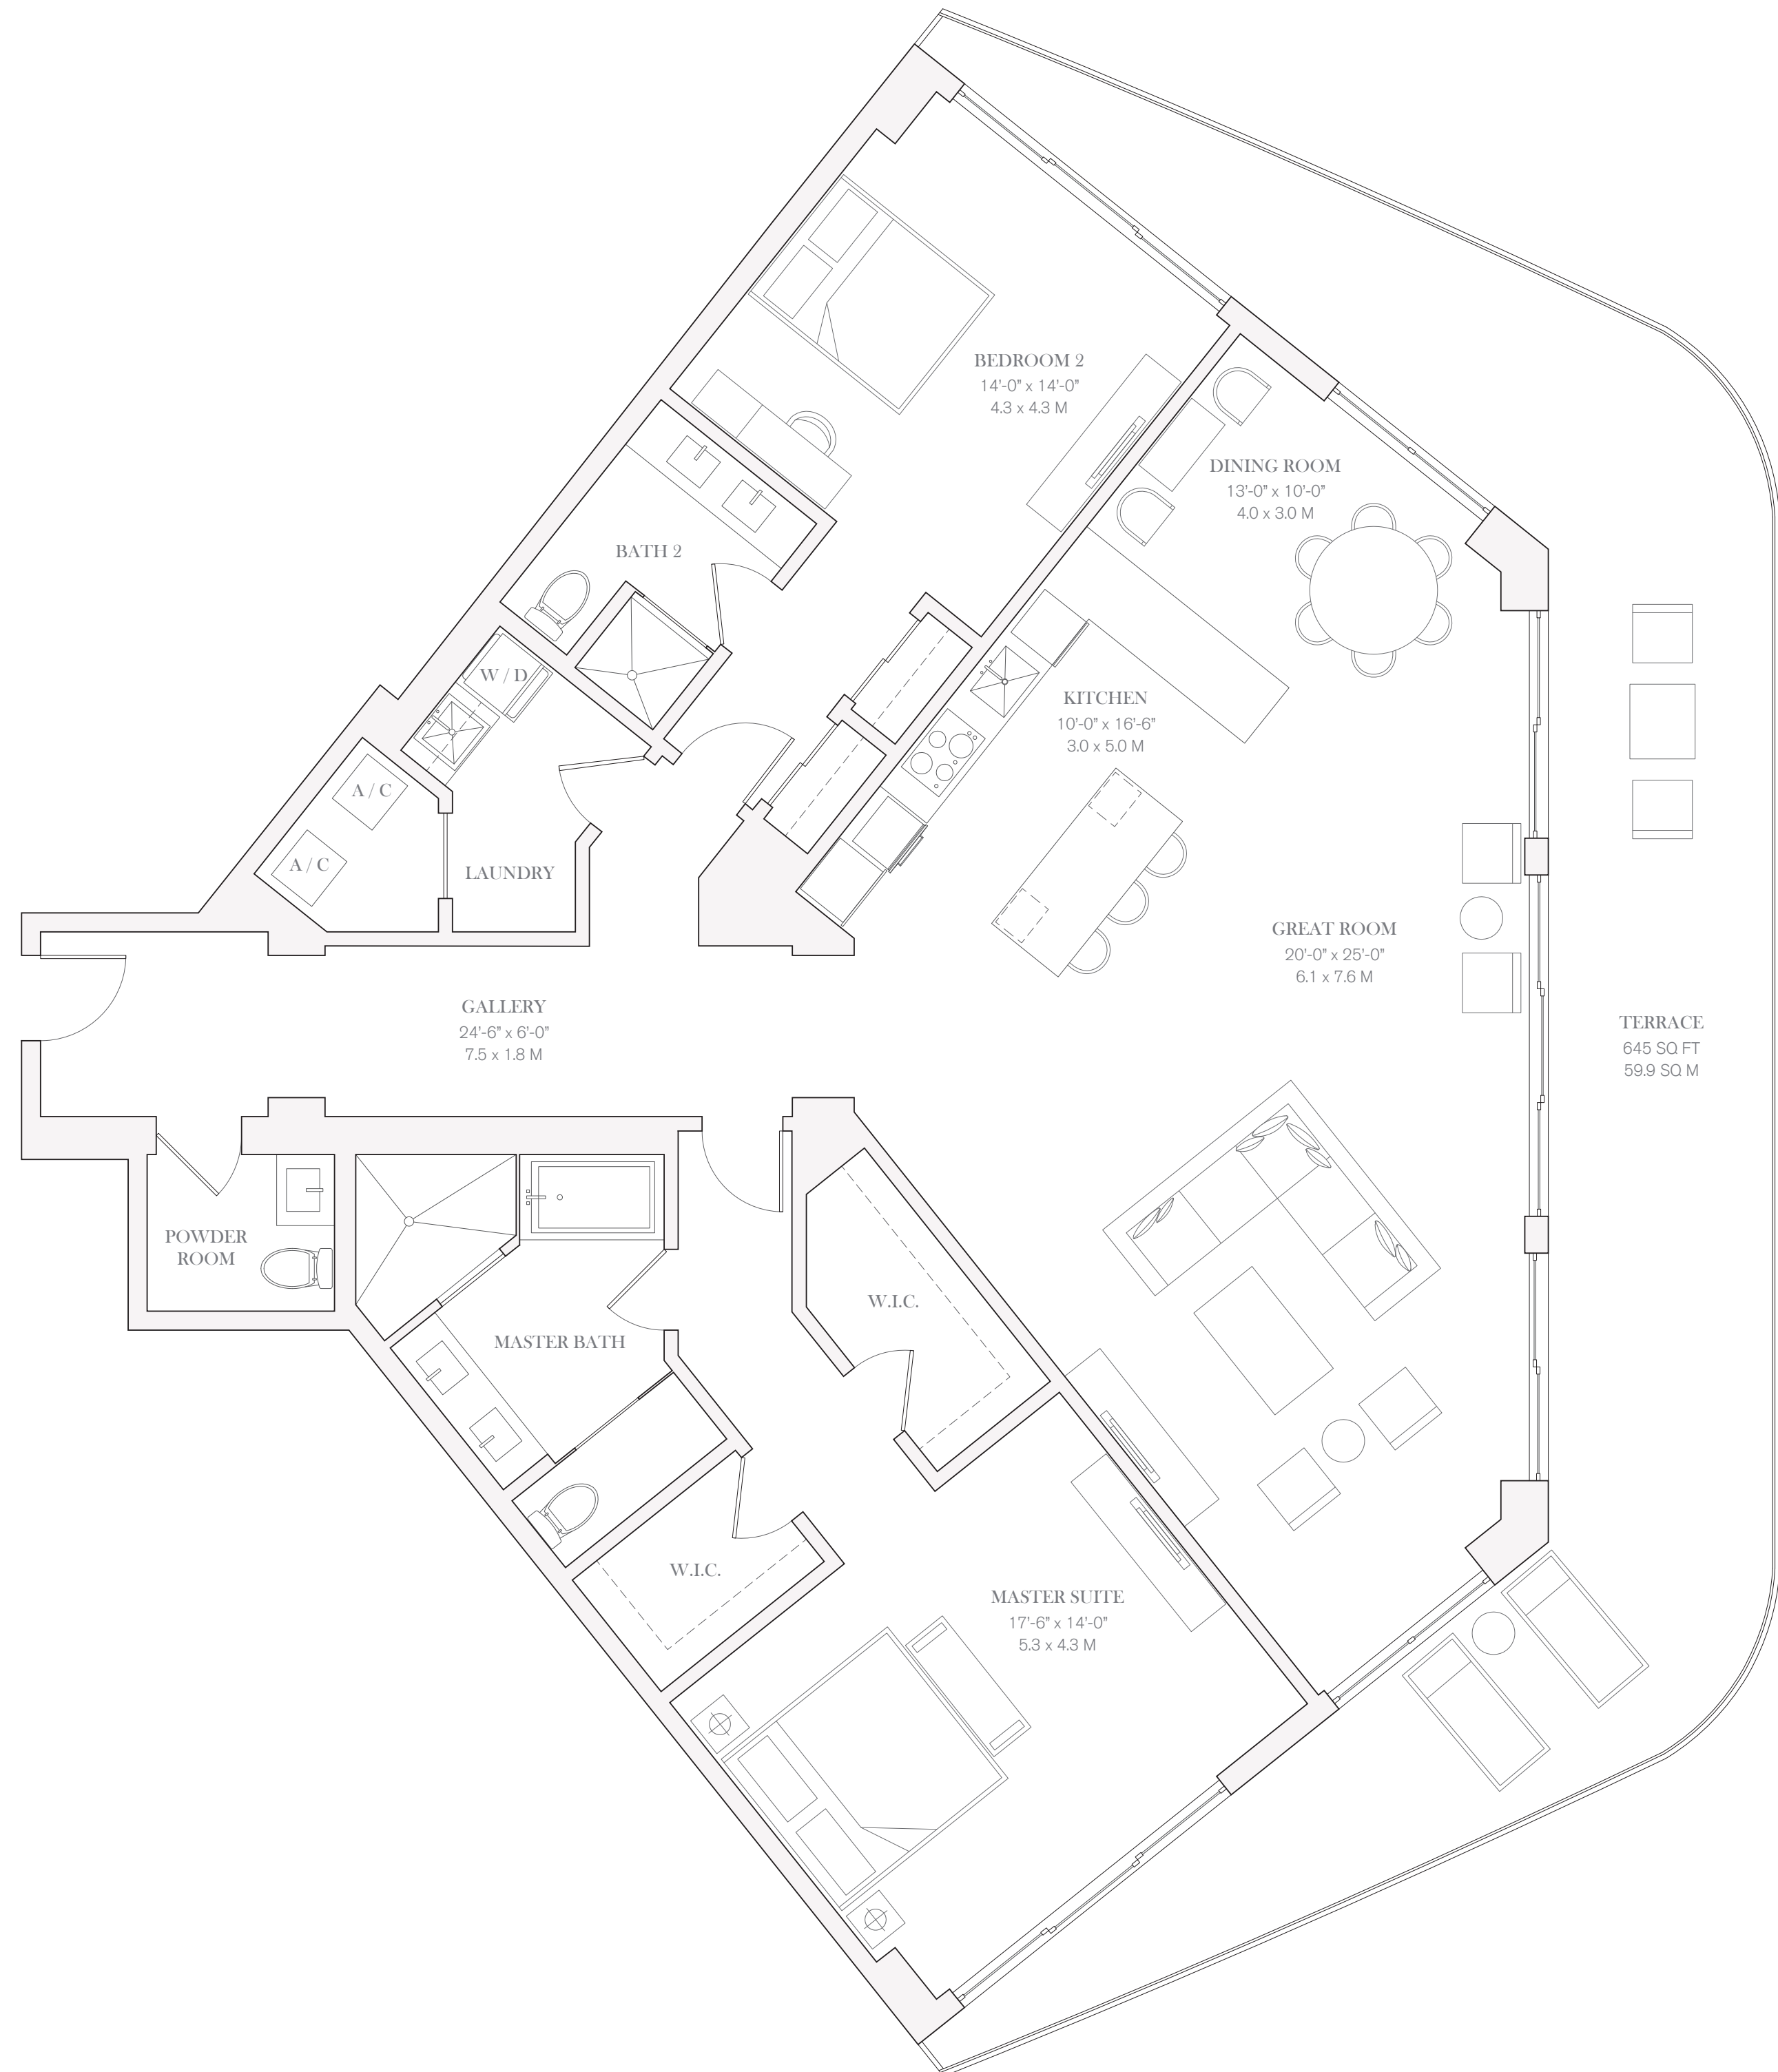 BEDROOM 2
14'-0" x 14'-0"
4.3 x 4.3 M
DINING ROOM
13'-0" x 10'-0"
4.0 x 3.0 M
BATH 2
W / D
KITCHEN
10'-0" x 16'-6"
3.0 x 5.0 M
A / C
A / C
LAUNDRY
GREAT ROOM
20'-0" x 25'-0"
6.1 x 7.6 M
GALLERY
24'-6" x 6'-0"
7.5 x 1.8 M
TERRACE
645 SQ FT
59.9 SQ M
POWDER
ROOM
W.I.C.
MASTER BATH
W.I.C.
MASTER SUITE
17'-6" x 14'-0"
5.3 x 4.3 M